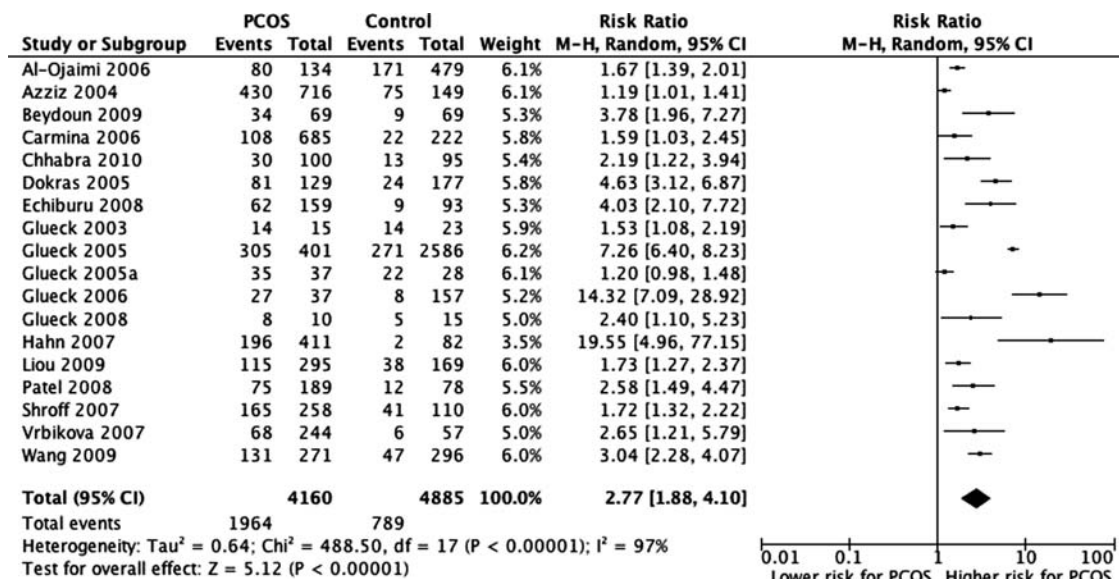 PCOS Control Risk Ratio Risk Ratio
Study or Subgroup Events Total Events Total Weight M-H, Random, 95% CI M-H, Random, 95% CI
Al-Ojaimi 2006 80 134 171 479 6.1% 1.67 [1.39, 2.01]
Azziz 2004 430 716 75 149 6.1% 1.19 [1.01, 1.41]
Beydoun 2009 34 69 9 69 5.3% 3.78 [1.96, 7.27]
Carmina 2006 108 685 22 222 5.8% 1.59 [1.03, 2.45]
Chhabra 2010 30 100 13 95 5.4% 2.19 [1.22, 3.94]
Dokras 2005 81 129 24 177 5.8% 4.63 [3.12, 6.87]
Echiburu 2008 62 159 9 93 5.3% 4.03 [2.10, 7.72]
Glueck 2003 14 15 14 23 5.9% 1.53 [1.08, 2.19]
Glueck 2005 305 401 271 2586 6.2% 7.26 [6.40, 8.23]
Glueck 2005a 35 37 22 28 6.1% 1.20 [0.98, 1.48]
Glueck 2006 27 37 8 157 5.2% 14.32 [7.09, 28.92]
Glueck 2008 8 10 5 15 5.0% 2.40 [1.10, 5.23]
Hahn 2007 196 411 2 82 3.5% 19.55 [4.96, 77.15]
Liou 2009 115 295 38 169 6.0% 1.73 [1.27, 2.37]
Patel 2008 75 189 12 78 5.5% 2.58 [1.49, 4.47]
Shroff 2007 165 258 41 110 6.0% 1.72 [1.32, 2.22]
Vrbikova 2007 68 244 6 57 5.0% 2.65 [1.21, 5.79]
Wang 2009 131 271 47 296 6.0% 3.04 [2.28, 4.07]
Total (95% CI) 4160 4885 100.0% 2.77 [1.88, 4.10]
Total events 1964 789
Heterogeneity: Tau² = 0.64; Chi² = 488.50, df = 17 (P < 0.00001); I² = 97%
Test for overall effect: Z = 5.12 (P < 0.00001)
0.01 0.1 1 10 100
Lower risk for PCOS Higher risk for PCOS